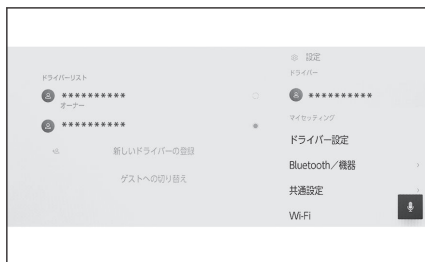 ドライバーリスト
**********
オーナー
**********
新しいドライバーの登録
ゲストへの切り替え
設定
ドライバー
**********
マイセッティング
ドライバー設定
Bluetooth／機器
共通設定
Wi-Fi